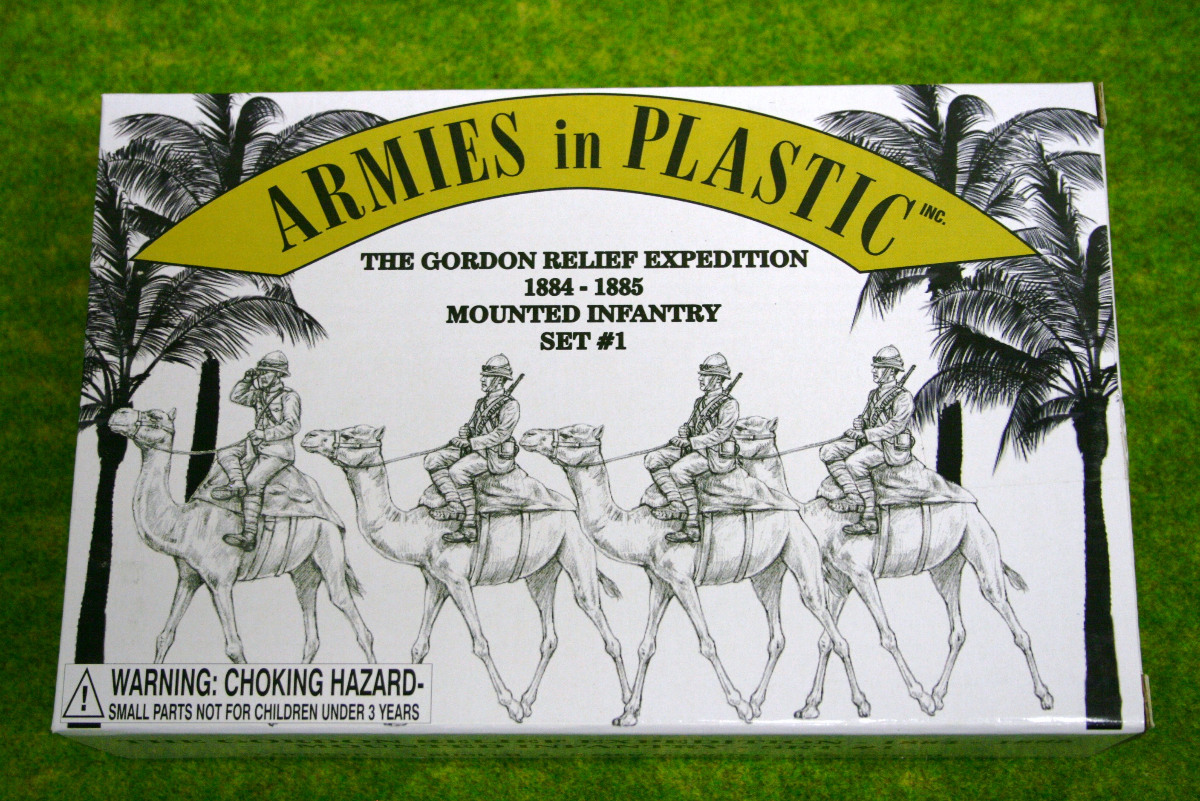 ARMIES in PLASTIC INC.
THE GORDON RELIEF EXPEDITION
1884 - 1885
MOUNTED INFANTRY
SET #1
! WARNING: CHOKING HAZARD-
SMALL PARTS NOT FOR CHILDREN UNDER 3 YEARS